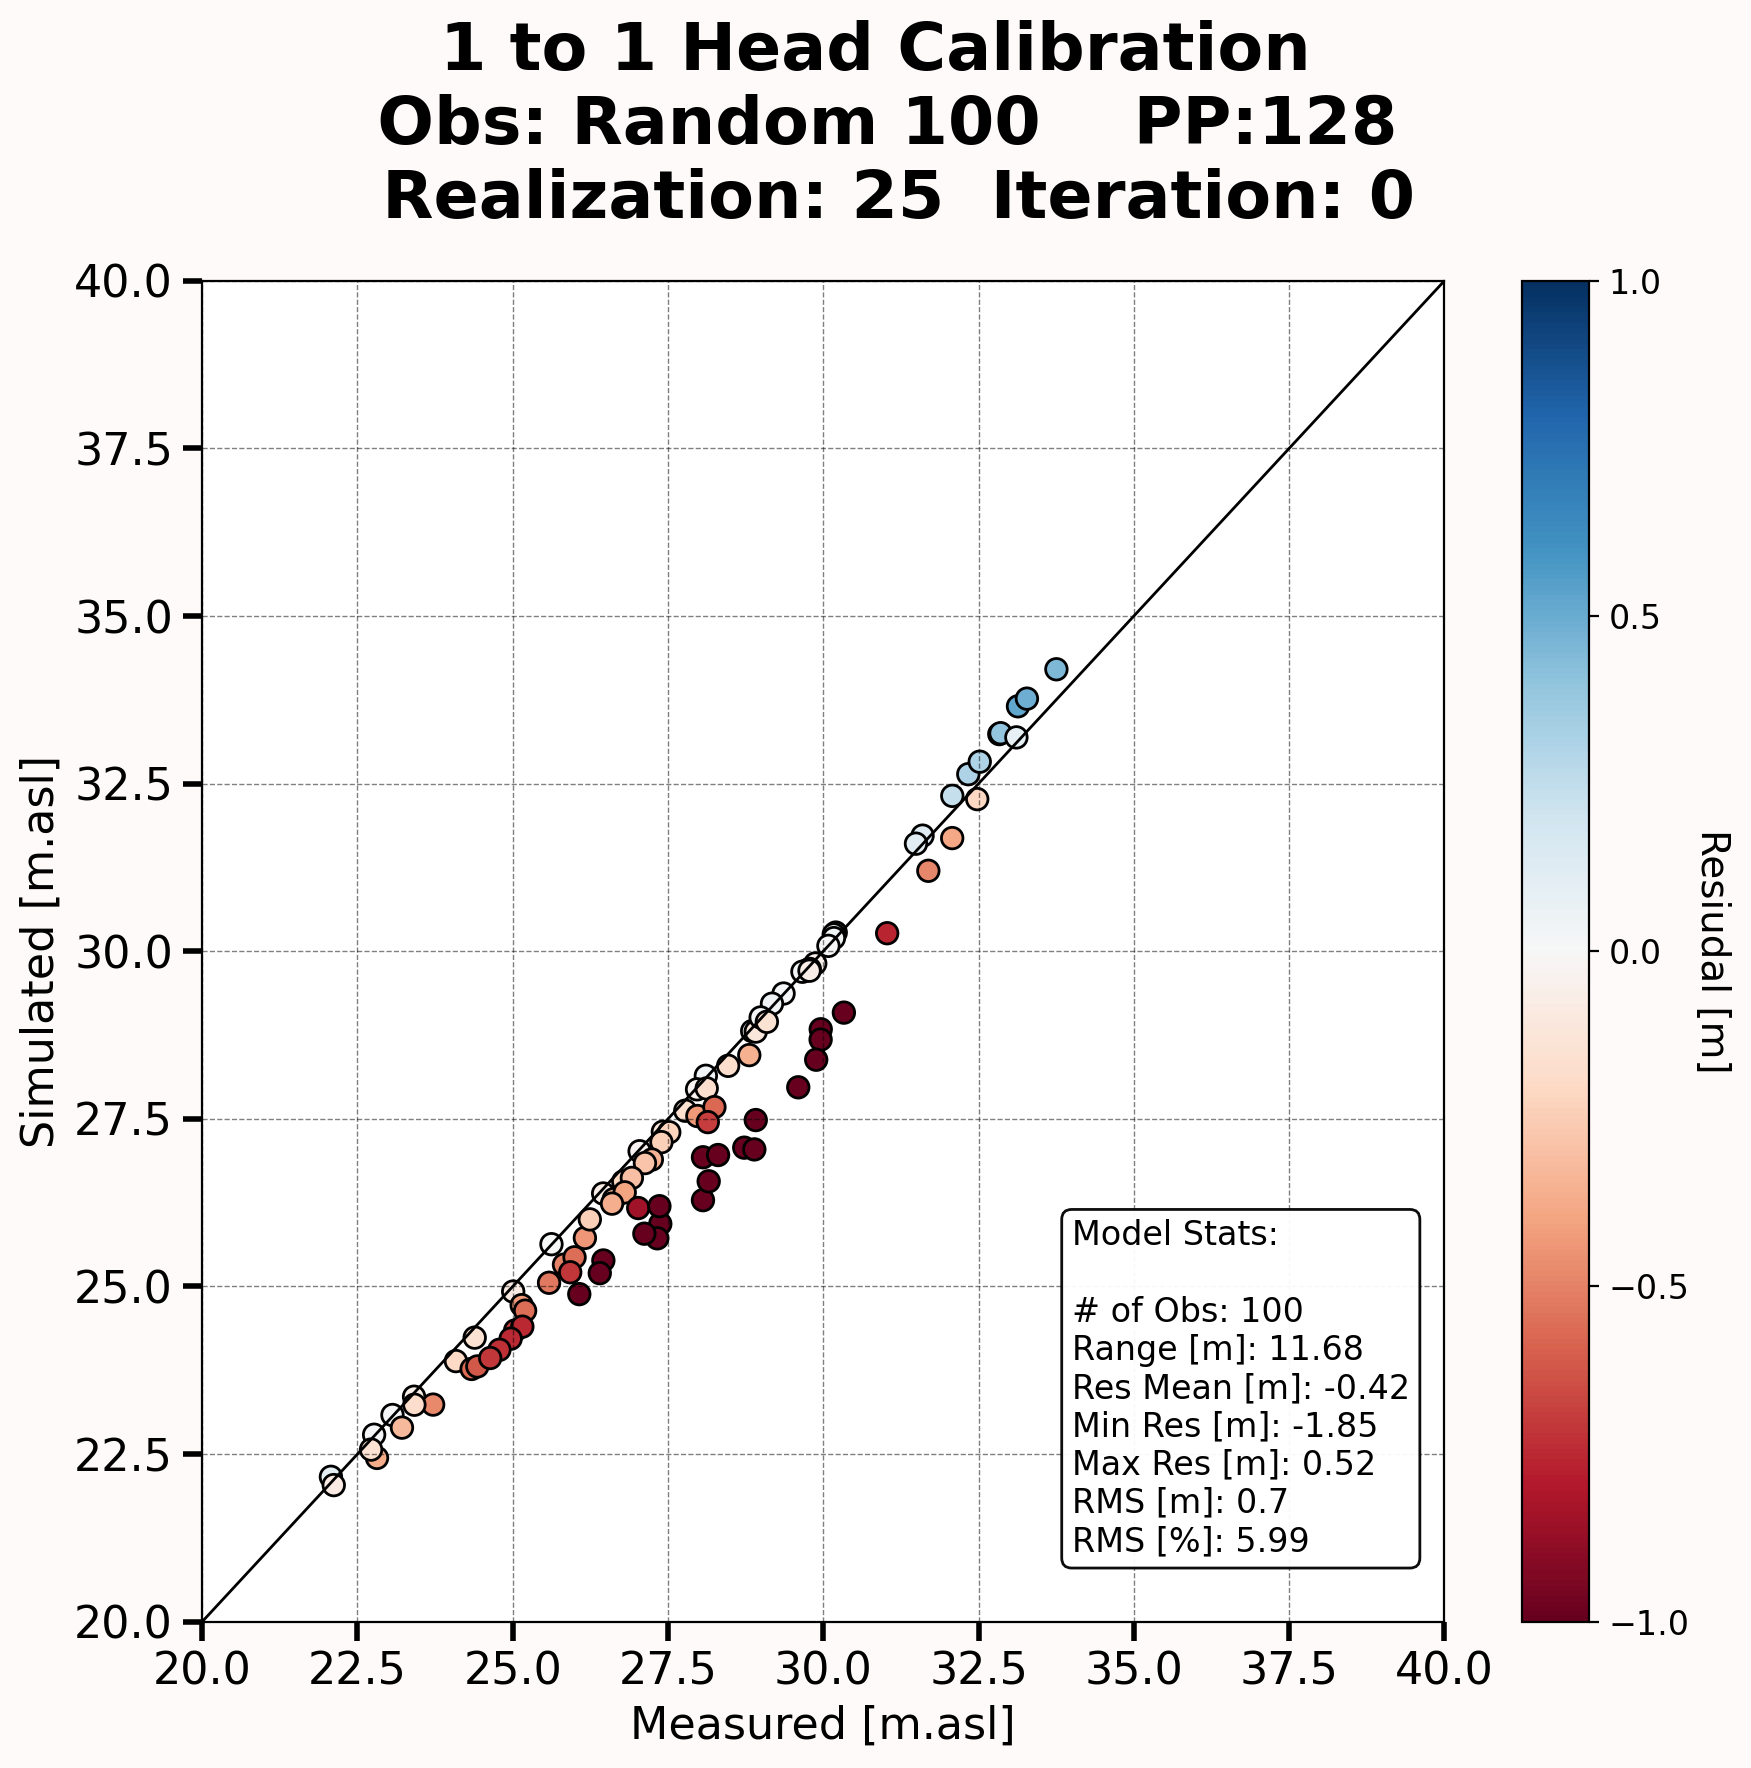 1 to 1 Head Calibration
Obs: Random 100    PP:128
Realization: 25  Iteration: 0
40.0
37.5
35.0
32.5
30.0
27.5
25.0
22.5
20.0
Simulated [m.asl]
20.0 22.5 25.0 27.5 30.0 32.5 35.0 37.5 40.0
Measured [m.asl]
Model Stats:
# of Obs: 100
Range [m]: 11.68
Res Mean [m]: -0.42
Min Res [m]: -1.85
Max Res [m]: 0.52
RMS [m]: 0.7
RMS [%]: 5.99
1.0
0.5
0.0
−0.5
−1.0
Resiudal [m]